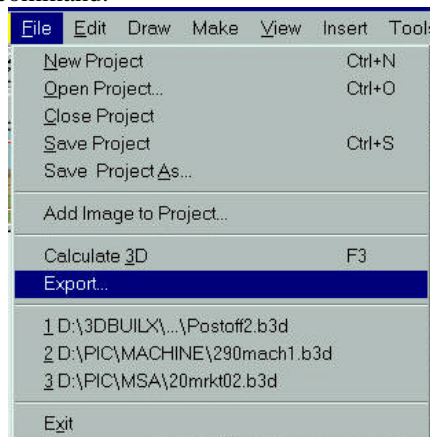 command.
File Edit Draw Make View Insert Tools
New Project Ctrl+N
Open Project... Ctrl+O
Close Project
Save Project Ctrl+S
Save Project As...
Add Image to Project...
Calculate 3D F3
Export...
1 D:\3DBUILX\...\Postoff2.b3d
2 D:\PIC\MACHINE\290mach1.b3d
3 D:\PIC\MSA\20mrkt02.b3d
Exit